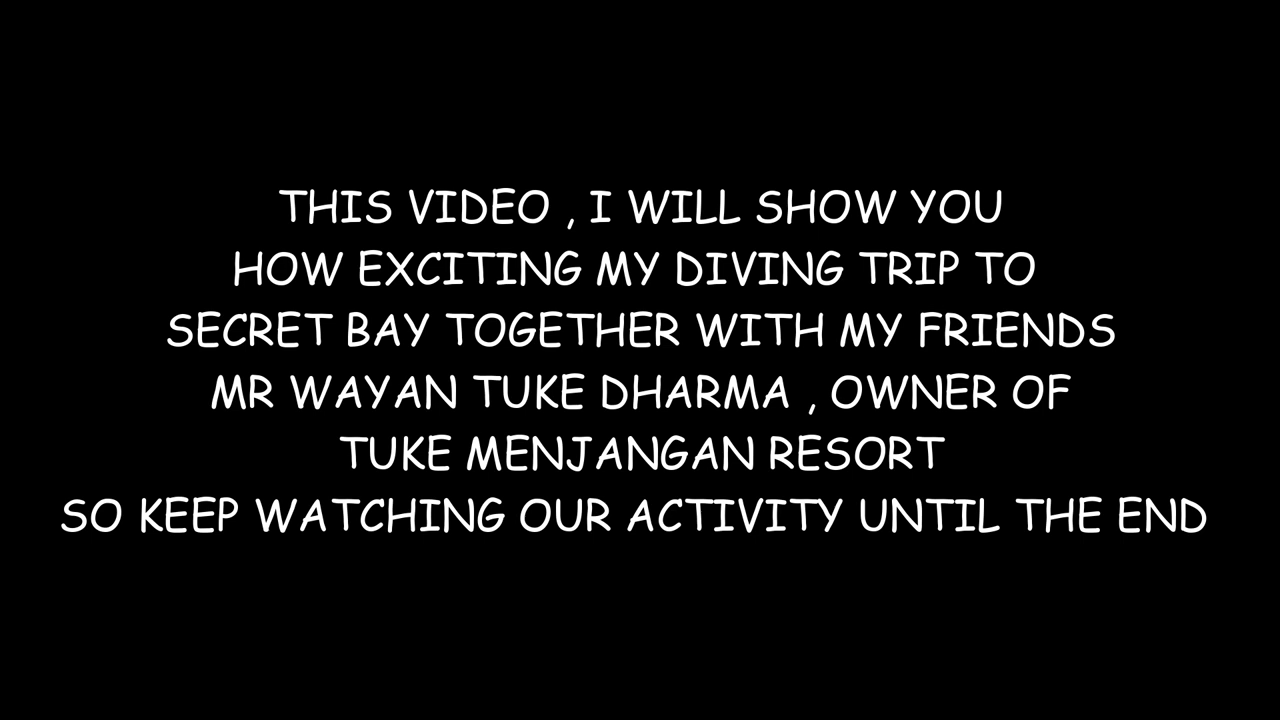 THIS VIDEO , I WILL SHOW YOU
HOW EXCITING MY DIVING TRIP TO
SECRET BAY TOGETHER WITH MY FRIENDS
MR WAYAN TUKE DHARMA , OWNER OF
TUKE MENJANGAN RESORT
SO KEEP WATCHING OUR ACTIVITY UNTIL THE END